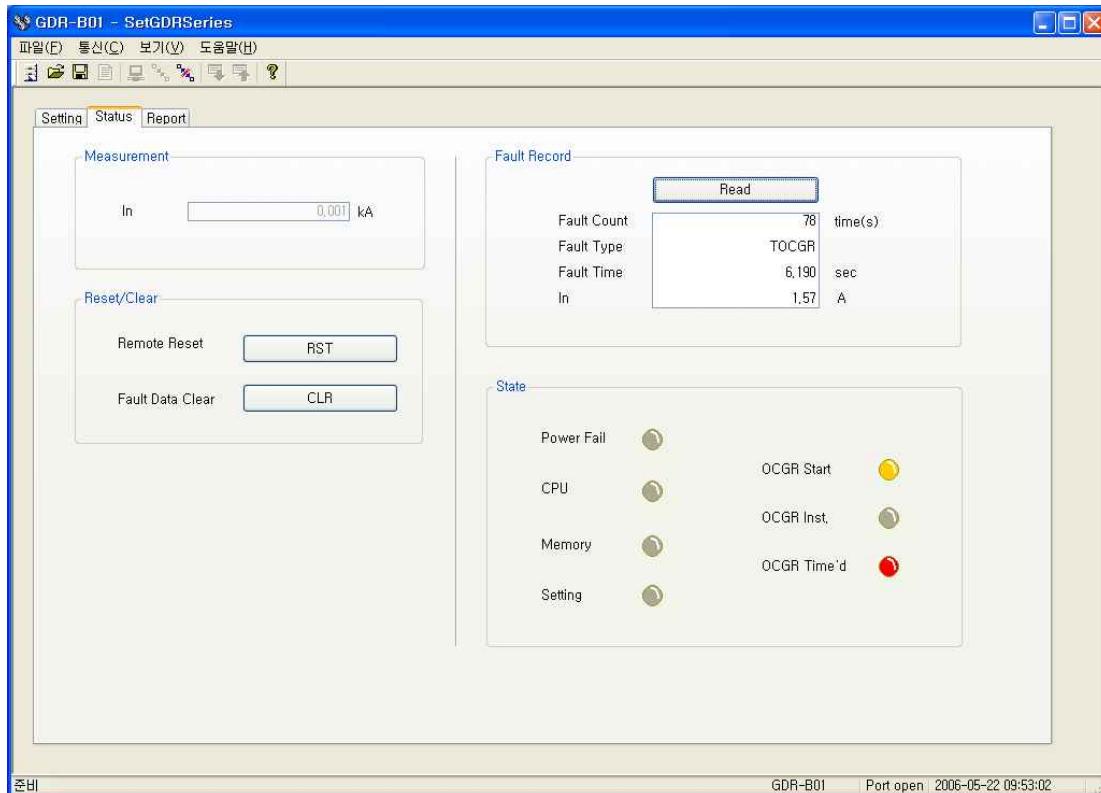 GDR-B01 - SetGDRSeries
파일(F) 통신(C) 보기(V) 도움말(H)
Setting Status Report
Measurement
In 0.001 kA
Reset/Clear
Remote Reset RST
Fault Data Clear CLR
Fault Record
Read
Fault Count 78 time(s)
Fault Type TOCGR
Fault Time 6.190 sec
In 1.57 A
State
Power Fail
CPU
Memory
Setting
OCGR Start
OCGR Inst.
OCGR Time'd
준비 GDR-B01 Port open 2006-05-22 09:53:02